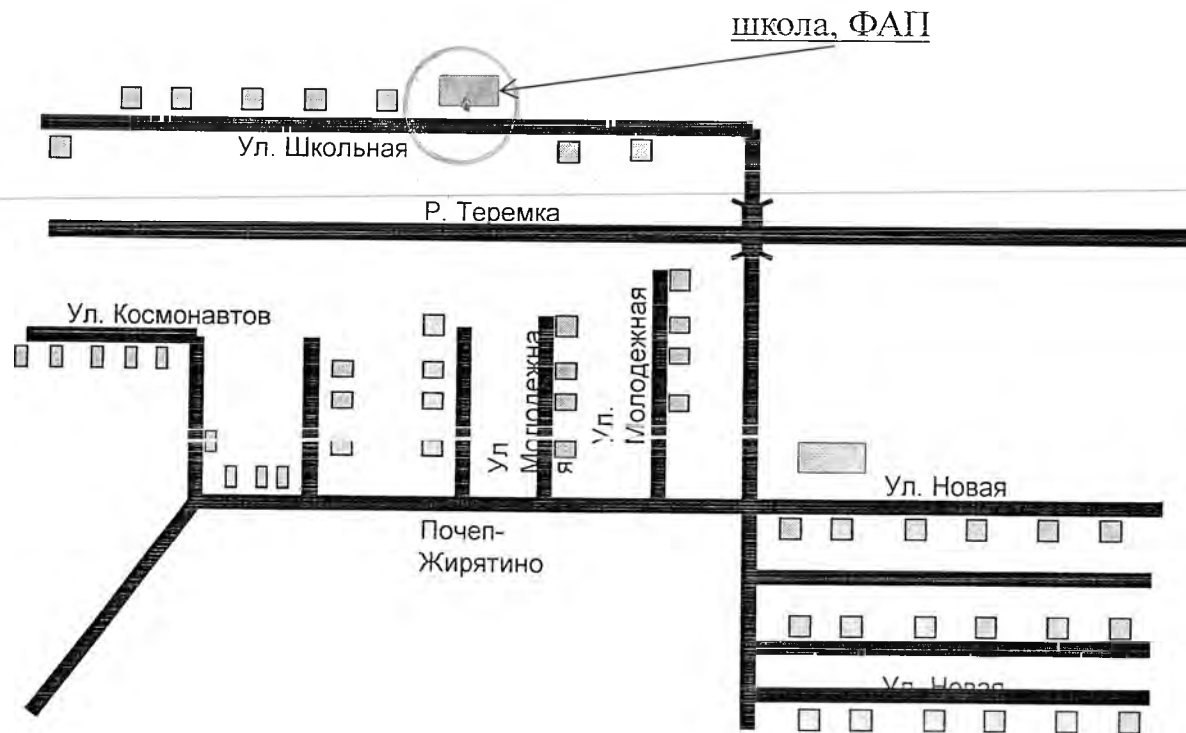 школа, ФАП
Ул. Школьная
Р. Теремка
Ул. Космонавтов
Ул
Молодежна
я
Ул.
Молодежная
Ул. Новая
Почеп-
Жирятино
Ул. Новая